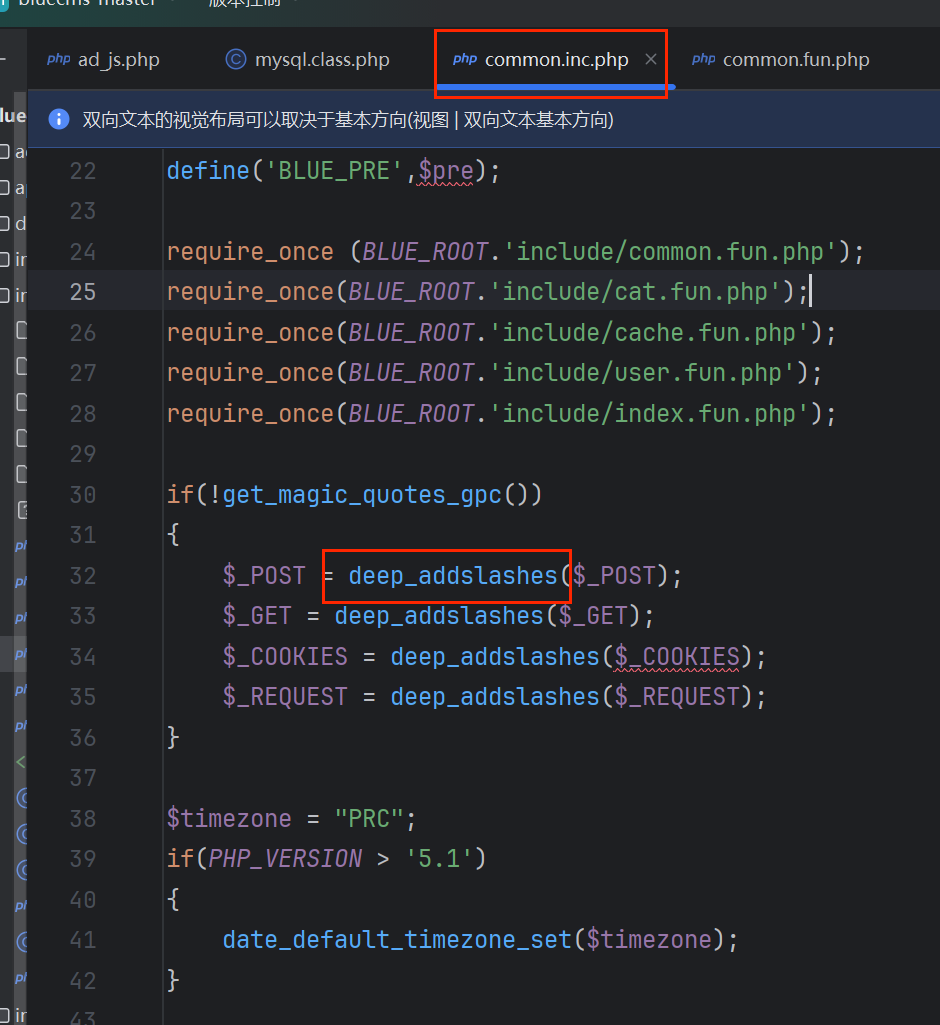 bluecms-master 版本控制
php ad_js.php C mysql.class.php php common.inc.php × php common.fun.php
双向文本的视觉布局可以取决于基本方向(视图 | 双向文本基本方向)
22 define('BLUE_PRE',$pre);
23
24 require_once (BLUE_ROOT.'include/common.fun.php');
25 require_once(BLUE_ROOT.'include/cat.fun.php');
26 require_once(BLUE_ROOT.'include/cache.fun.php');
27 require_once(BLUE_ROOT.'include/user.fun.php');
28 require_once(BLUE_ROOT.'include/index.fun.php');
29
30 if(!get_magic_quotes_gpc())
31 {
32 $_POST = deep_addslashes($_POST);
33 $_GET = deep_addslashes($_GET);
34 $_COOKIES = deep_addslashes($_COOKIES);
35 $_REQUEST = deep_addslashes($_REQUEST);
36 }
37
38 $timezone = "PRC";
39 if(PHP_VERSION > '5.1')
40 {
41 date_default_timezone_set($timezone);
42 }
43